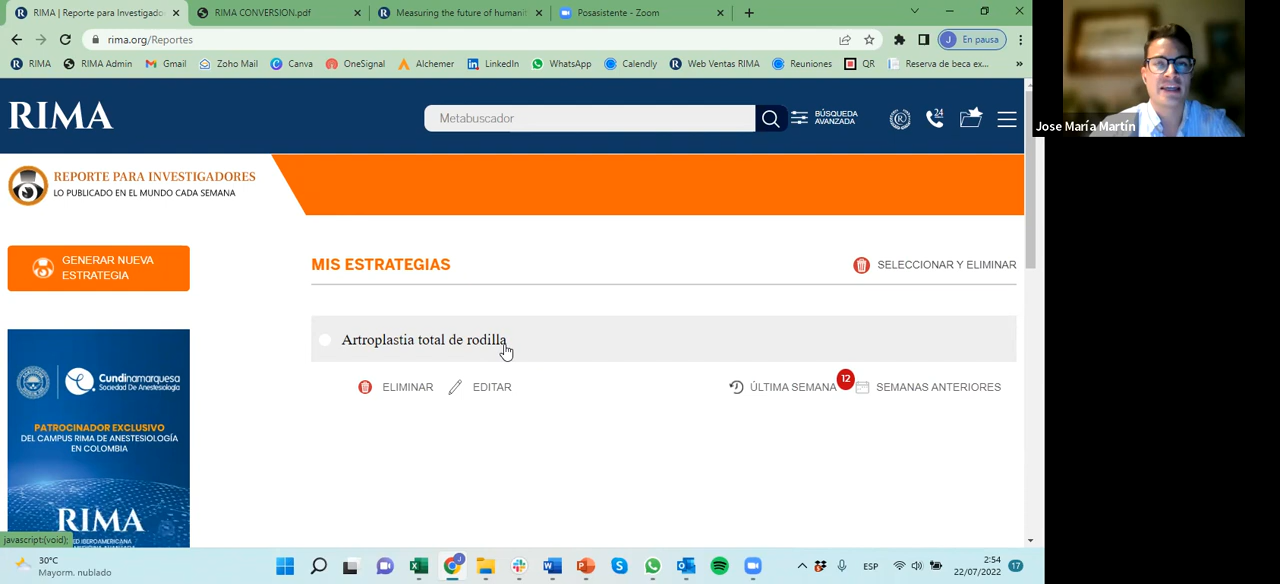 RIMA | Reporte para Investigado
RIMA CONVERSION.pdf
Measuring the future of humanit
Posasistente - Zoom
rima.org/Reportes
J En pausa
RIMA
RIMA Admin
Gmail
Zoho Mail
Canva
OneSignal
Alchemer
LinkedIn
WhatsApp
Calendly
Web Ventas RIMA
Reuniones
QR
Reserva de beca ex...
»
RIMA
Metabuscador
BÚSQUEDA
AVANZADA
24
Jose María Martín
REPORTE PARA INVESTIGADORES
LO PUBLICADO EN EL MUNDO CADA SEMANA
GENERAR NUEVA
ESTRATEGIA
MIS ESTRATEGIAS
SELECCIONAR Y ELIMINAR
Artroplastia total de rodilla
ELIMINAR
EDITAR
ÚLTIMA SEMANA
12
SEMANAS ANTERIORES
Cundinamarquesa
Sociedad De Anestesiología
PATROCINADOR EXCLUSIVO
DEL CAMPUS RIMA DE ANESTESIOLOGÍA
EN COLOMBIA
RIMA
javascript:(void);
30°C
Mayorm. nublado
ESP
2:54
22/07/2022
17